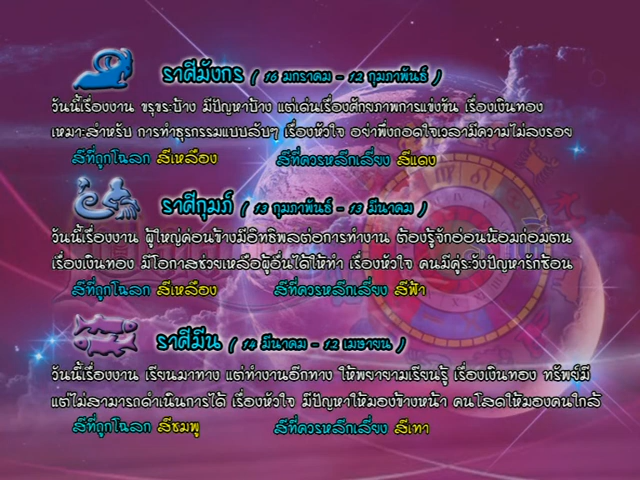 ราศีมังกร ( 16 มกราคม - 12 กุมภาพันธ์ )
วันนี้เรื่องงาน ขรุขระบ้าง มีปัญหาบ้าง แต่เด่นเรื่องศักยภาพการแข่งขัน เรื่องเงินทอง
เหมาะสำหรับ การทำธุรกรรมแบบลับๆ เรื่องหัวใจ อย่าพึ่งถอดใจเวลามีความไม่ลงรอย
สีที่ถูกโฉลก สีเหลือง สีที่ควรหลีกเลี่ยง สีแดง
ราศีกุมภ์ ( 13 กุมภาพันธ์ - 13 มีนาคม )
วันนี้เรื่องงาน ผู้ใหญ่ค่อนข้างมีอิทธิพลต่อการทำงาน ต้องรู้จักอ่อนน้อมถ่อมตน
เรื่องเงินทอง มีโอกาสช่วยเหลือผู้อื่นได้ให้ทำ เรื่องหัวใจ คนมีคู่ระวังปัญหารักซ้อน
สีที่ถูกโฉลก สีเหลือง สีที่ควรหลีกเลี่ยง สีฟ้า
ราศีมีน ( 14 มีนาคม - 12 เมษายน )
วันนี้เรื่องงาน เรียนมาทาง แต่ทำงานอีกทาง ให้พยายามเรียนรู้ เรื่องเงินทอง ทรัพย์มี
แต่ไม่สามารถดำเนินการได้ เรื่องหัวใจ มีปัญหาให้มองข้างหน้า คนโสดให้มองคนใกล้
สีที่ถูกโฉลก สีชมพู สีที่ควรหลีกเลี่ยง สีเทา